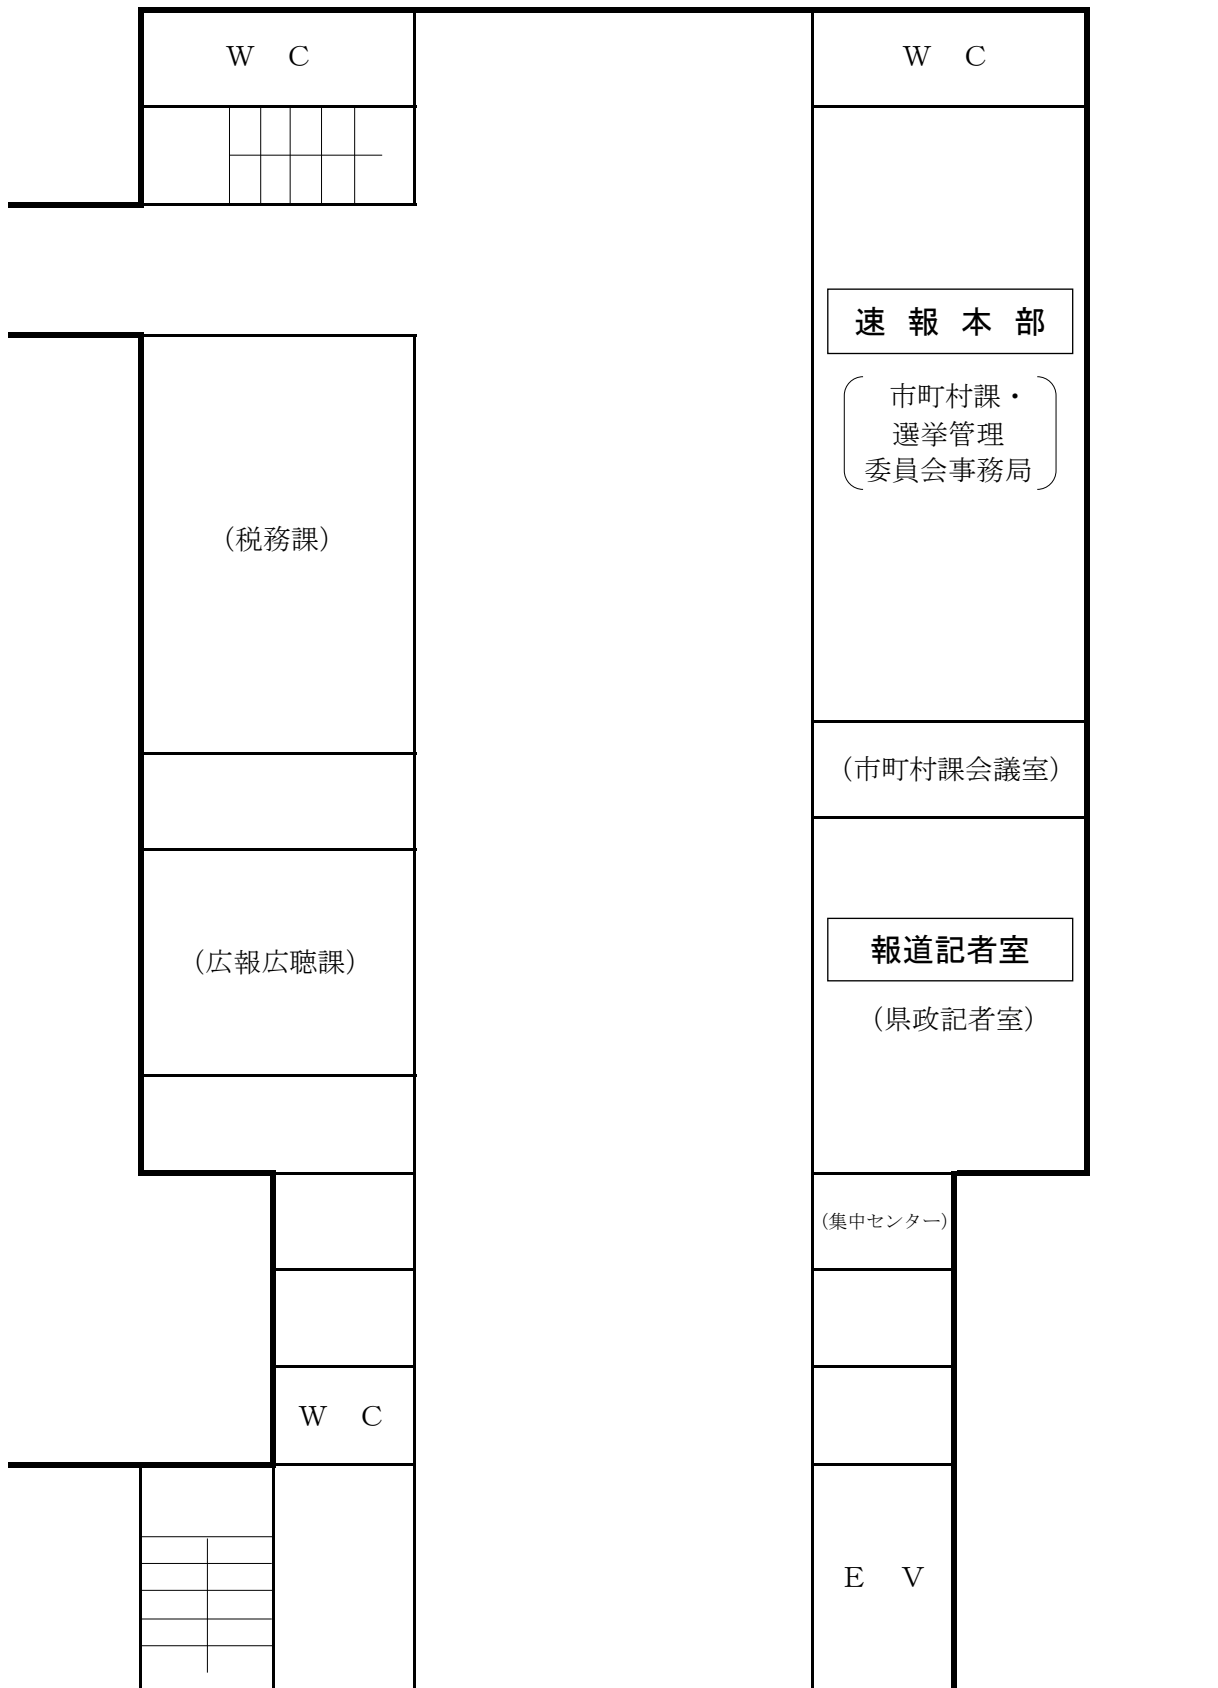 Ｗ　Ｃ
Ｗ　Ｃ
速 報 本 部
市町村課・
選挙管理
委員会事務局
（税務課）
（市町村課会議室）
（広報広聴課）
報道記者室
（県政記者室）
（集中センター）
Ｗ　Ｃ
Ｅ　Ｖ